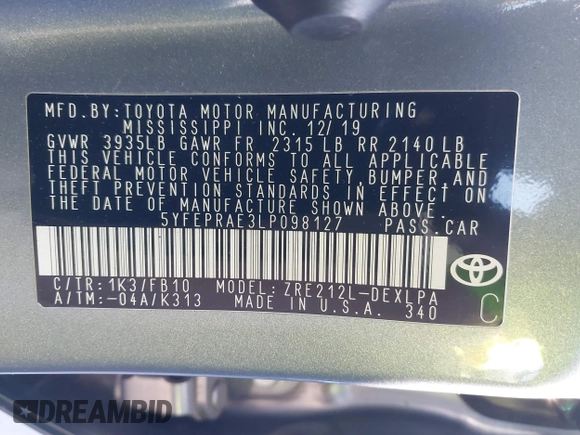 MFD.BY:TOYOTA MOTOR MANUFACTURING
MISSISSIPPI INC. 12/19
GVWR 3935LB GAWR FR 2315LB RR 2140LB
THIS VEHICLE CONFORMS TO ALL APPLICABLE
FEDERAL MOTOR VEHICLE SAFETY, BUMPER AND
THEFT PREVENTION STANDARDS IN EFFECT ON
THE DATE OF MANUFACTURE SHOWN ABOVE.
5YFEPRAE3LP098127 PASS.CAR
C/TR:1K3/FB10 MODEL:ZRE212L-DEXLPA
A/TM:-04A/K313 MADE IN U.S.A. 340
C
DREAMBID